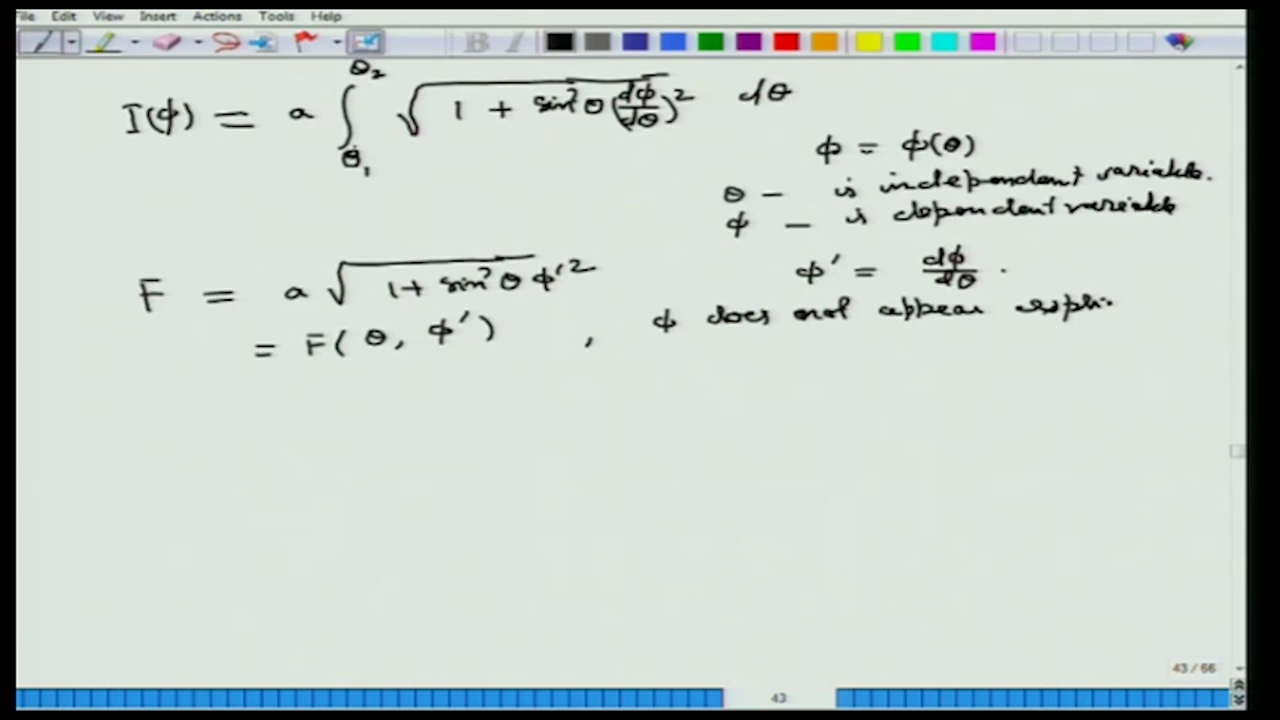 File Edit View Insert Actions Tools Help
I(ϕ) = a ∫_{θ₁}^{θ₂} √(1 + sin²θ (dϕ/dθ)²) dθ
ϕ = ϕ(θ)
θ – is independent variable.
ϕ – is dependent variable
F = a √(1 + sin²θ ϕ'²)
ϕ' = dϕ/dθ .
= F(θ, ϕ') , ϕ does not appear expli
43/66
43